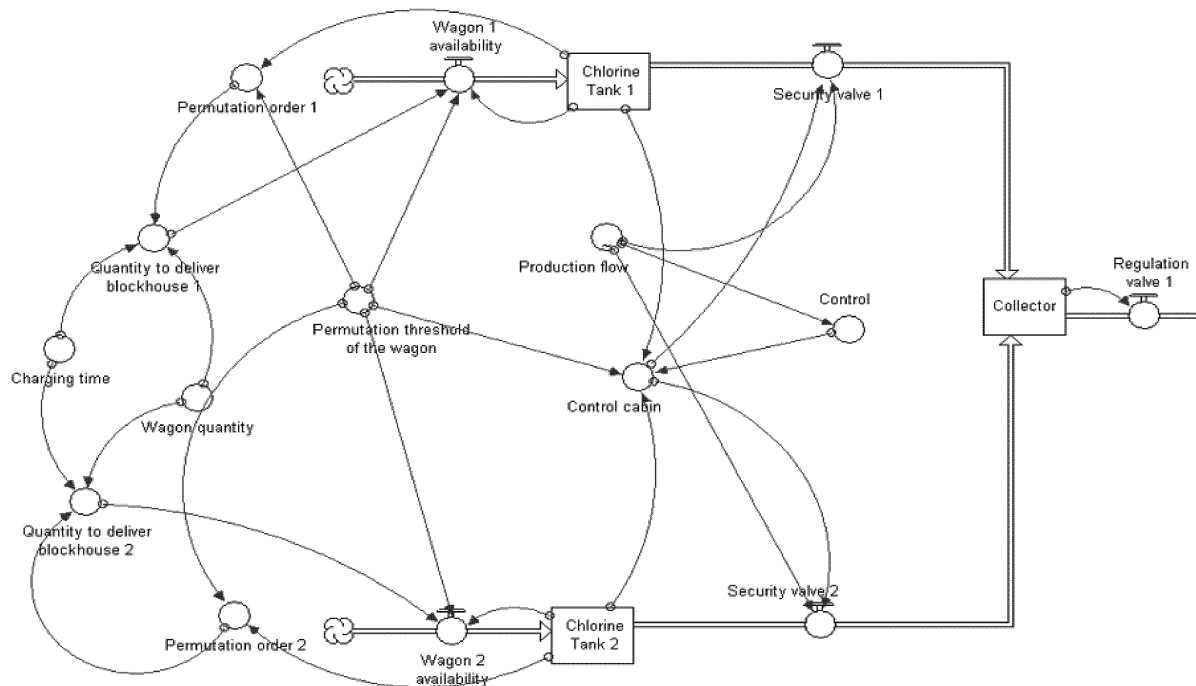 Wagon 1
availability
Chlorine
Tank 1
Permutation order 1
Security valve 1
Quantity to deliver
blockhouse 1
Production flow
Regulation
valve 1
Control
Collector
Permutation threshold
of the wagon
Charging time
Control cabin
Wagon quantity
Quantity to deliver
blockhouse 2
Security valve 2
Chlorine
Tank 2
Permutation order 2
Wagon 2
availability